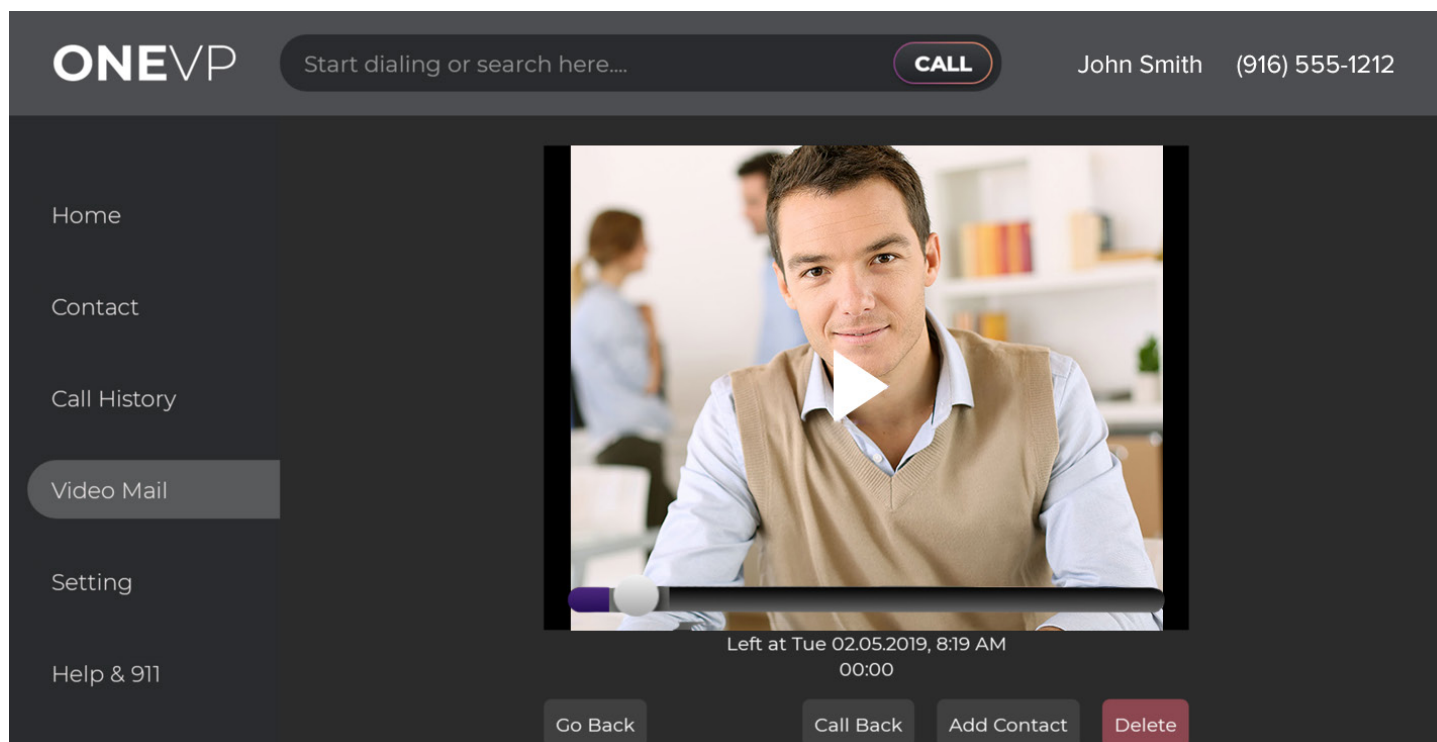 ONEVP
Start dialing or search here....
CALL
John Smith
(916) 555-1212
Home
Contact
Call History
Video Mail
Setting
Help & 911
Left at Tue 02.05.2019, 8:19 AM
00:00
Go Back
Call Back
Add Contact
Delete